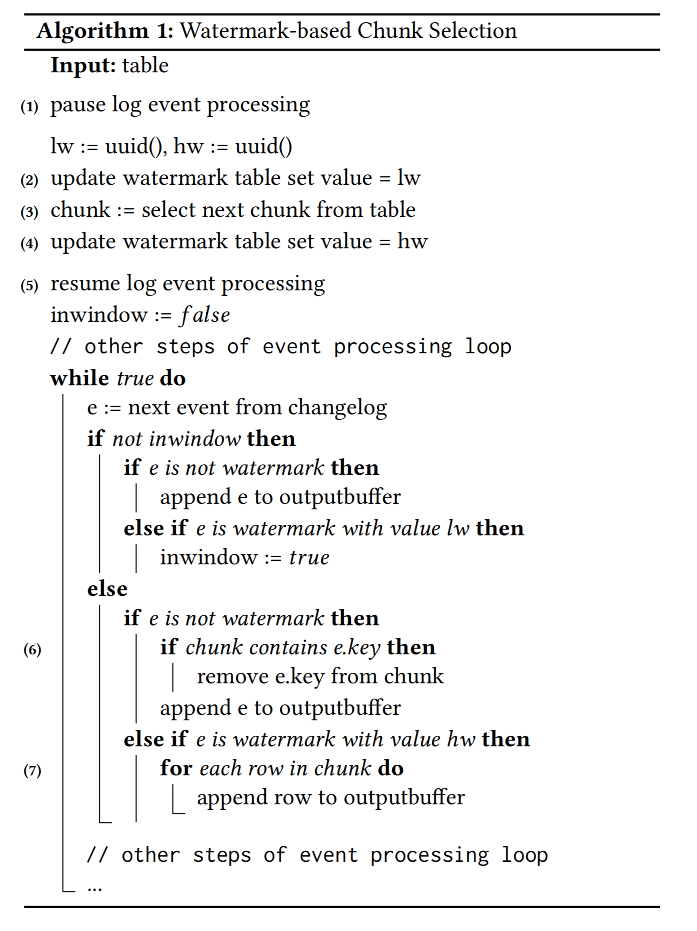 Algorithm 1: Watermark-based Chunk Selection
Input: table
(1) pause log event processing
lw := uuid(), hw := uuid()
(2) update watermark table set value = lw
(3) chunk := select next chunk from table
(4) update watermark table set value = hw
(5) resume log event processing
inwindow := false
// other steps of event processing loop
while true do
e := next event from changelog
if not inwindow then
if e is not watermark then
append e to outputbuffer
else if e is watermark with value lw then
inwindow := true
else
if e is not watermark then
(6) if chunk contains e.key then
remove e.key from chunk
append e to outputbuffer
else if e is watermark with value hw then
(7) for each row in chunk do
append row to outputbuffer
// other steps of event processing loop
...